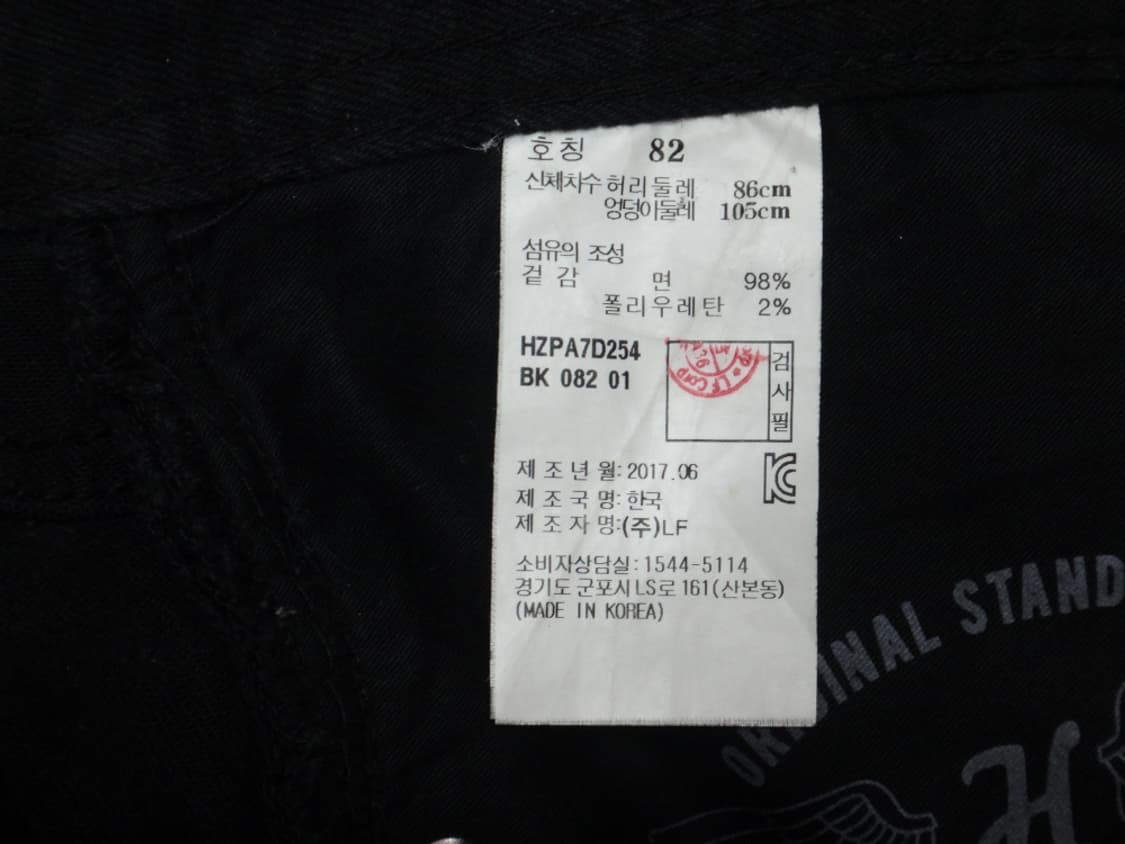 호칭 82
신체차수 허리둘레 86cm
엉덩이둘레 105cm
섬유의 조성
겉감 면 98%
폴리우레탄 2%
HZPA7D254
BK 082 01
검사필
LF Corp
제조년월: 2017.06
제조국명: 한국
제조자명:(주)LF
소비자상담실: 1544-5114
경기도 군포시 LS로 161(산본동)
(MADE IN KOREA)
ORIGINAL STAND
H